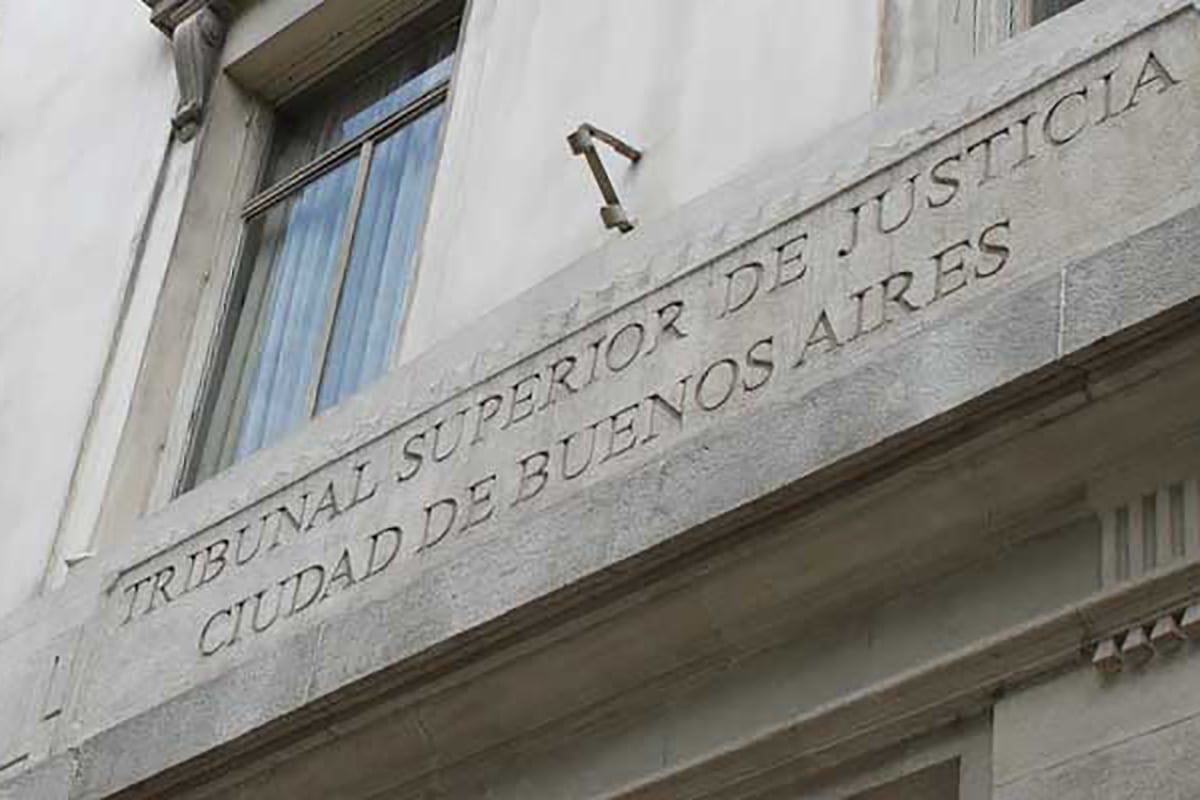 TRIBUNAL SUPERIOR DE JUSTICIA
CIUDAD DE BUENOS AIRES